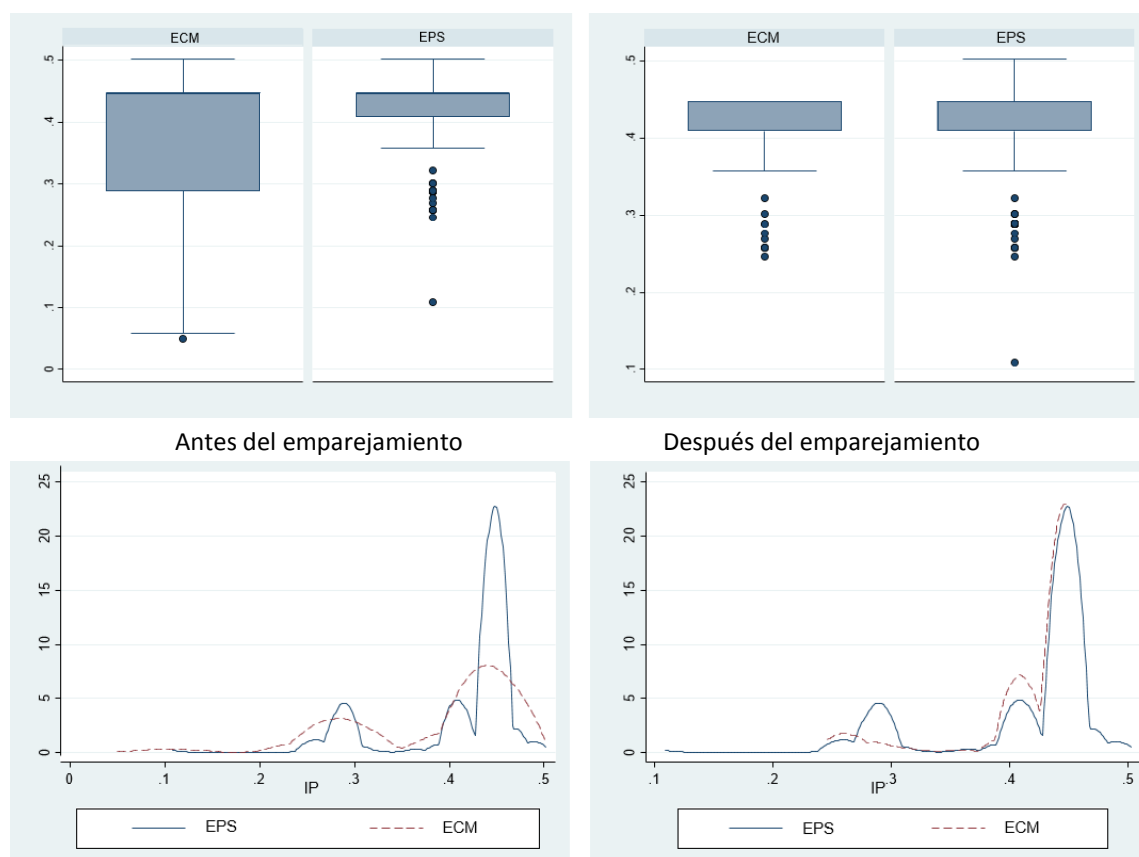 ECM EPS
.5
.4
.3
.2
.1
0
ECM EPS
.5
.4
.3
.2
.1
Antes del emparejamiento
Después del emparejamiento
25
20
15
10
5
0
0 .1 .2 .3 .4 .5
IP
EPS ECM
25
20
15
10
5
0
.1 .2 .3 .4 .5
IP
EPS ECM